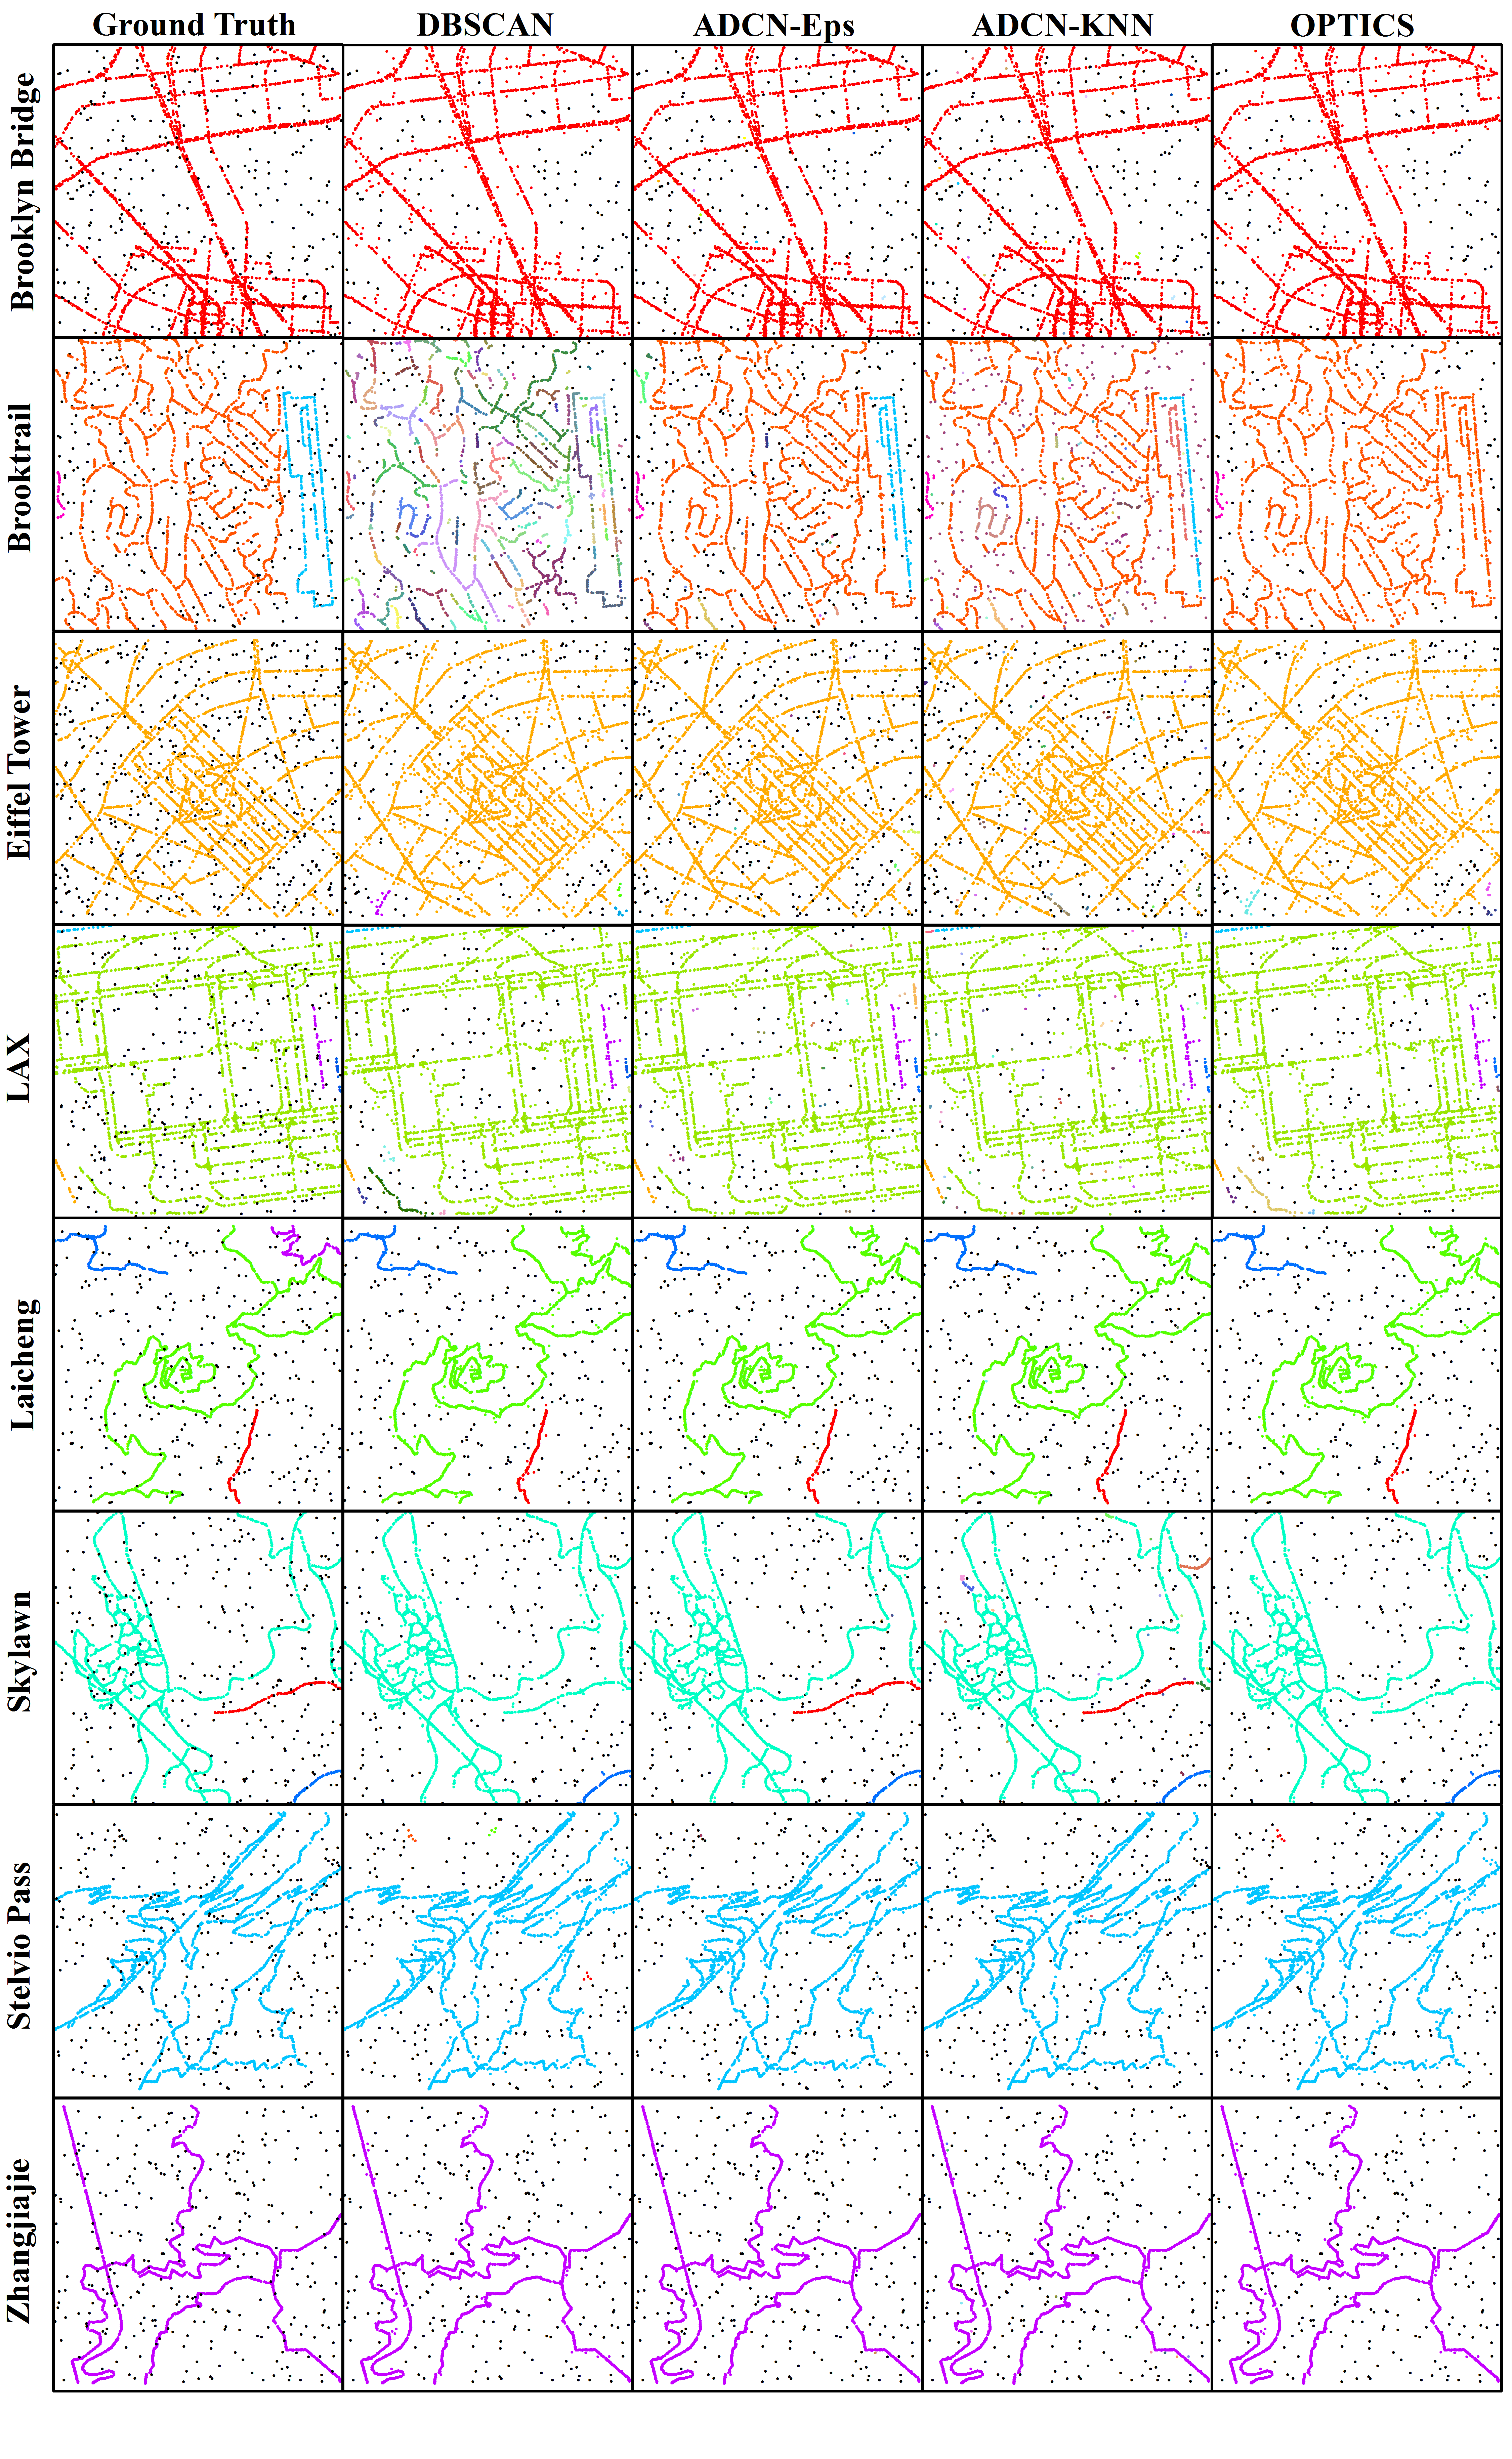 Ground Truth DBSCAN ADCN-Eps ADCN-KNN OPTICS
Brooklyn Bridge
Brooktrail
Eiffel Tower
LAX
Laicheng
Skylawn
Stelvio Pass
Zhangjiajie